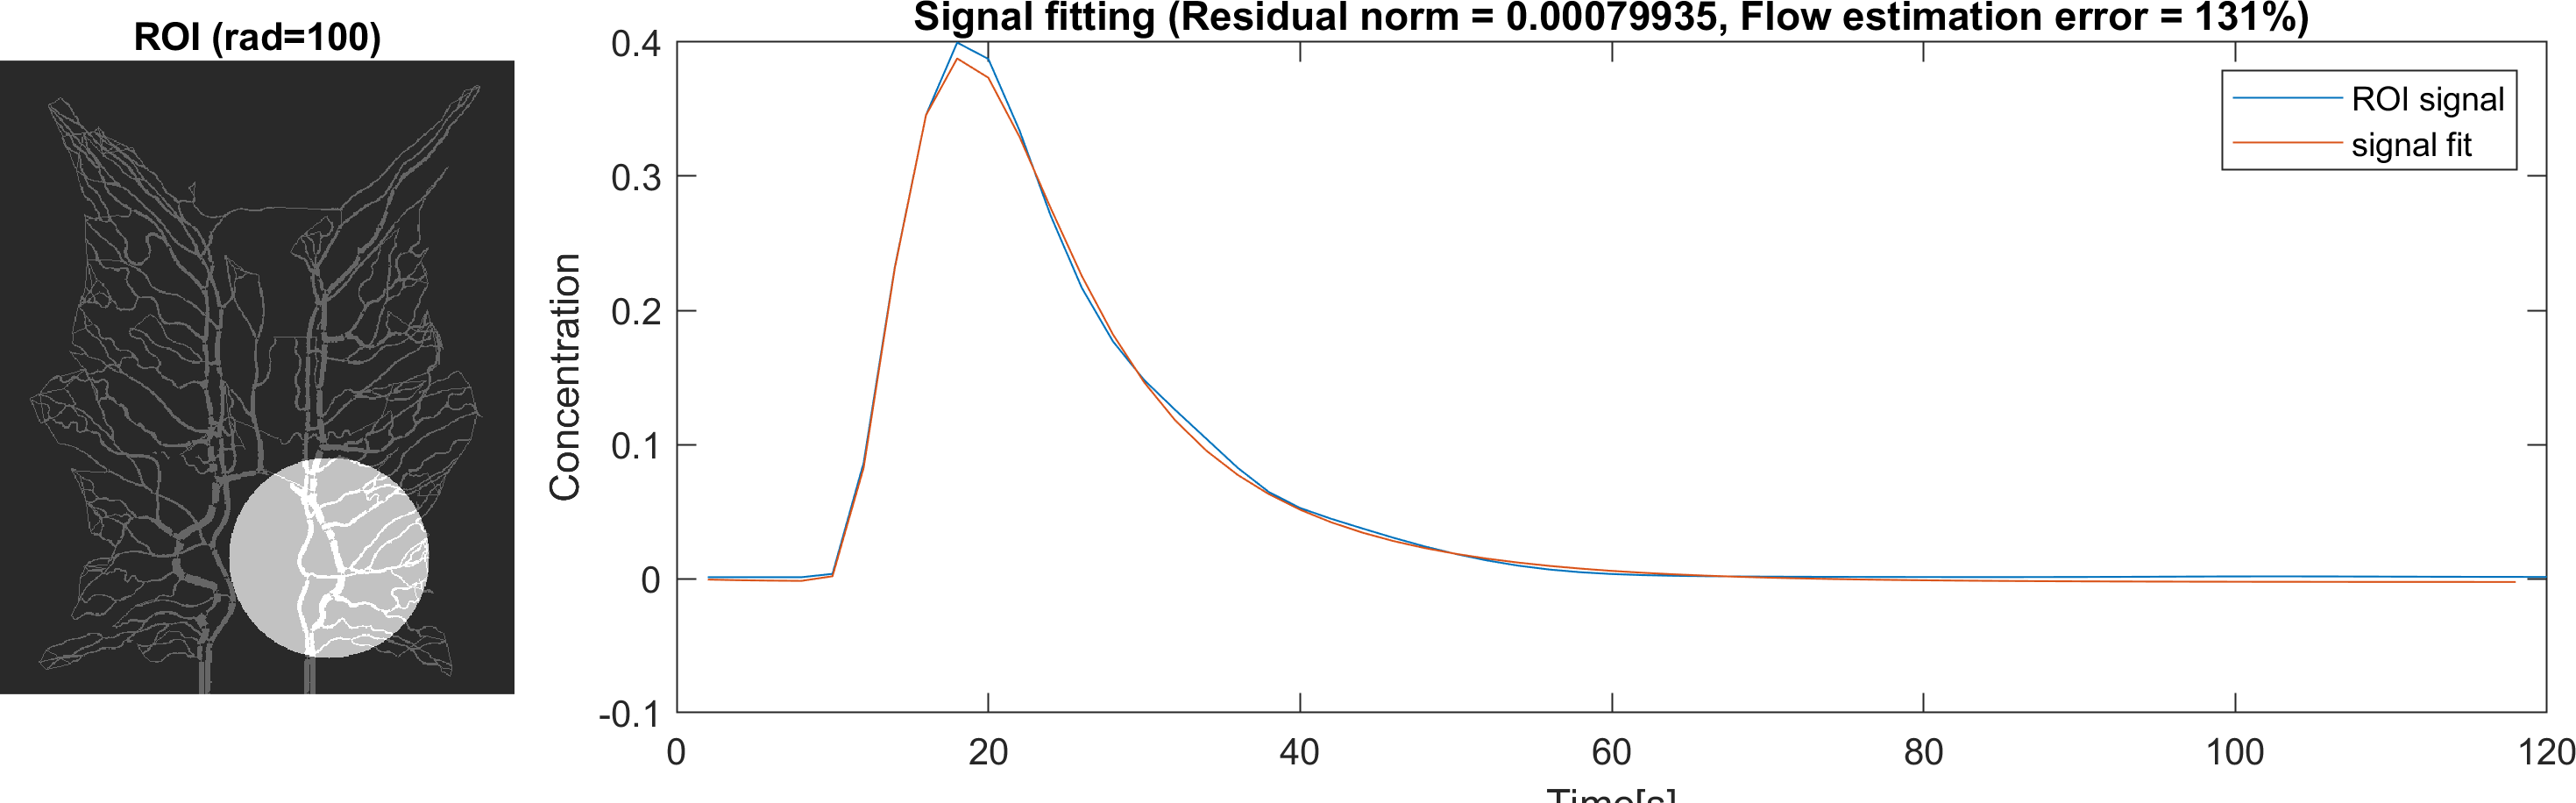 ROI (rad=100)
Signal fitting (Residual norm = 0.00079935, Flow estimation error = 131%)
Concentration
0.4
0.3
0.2
0.1
0
-0.1
0 20 40 60 80 100 120
Time[s]
ROI signal
signal fit